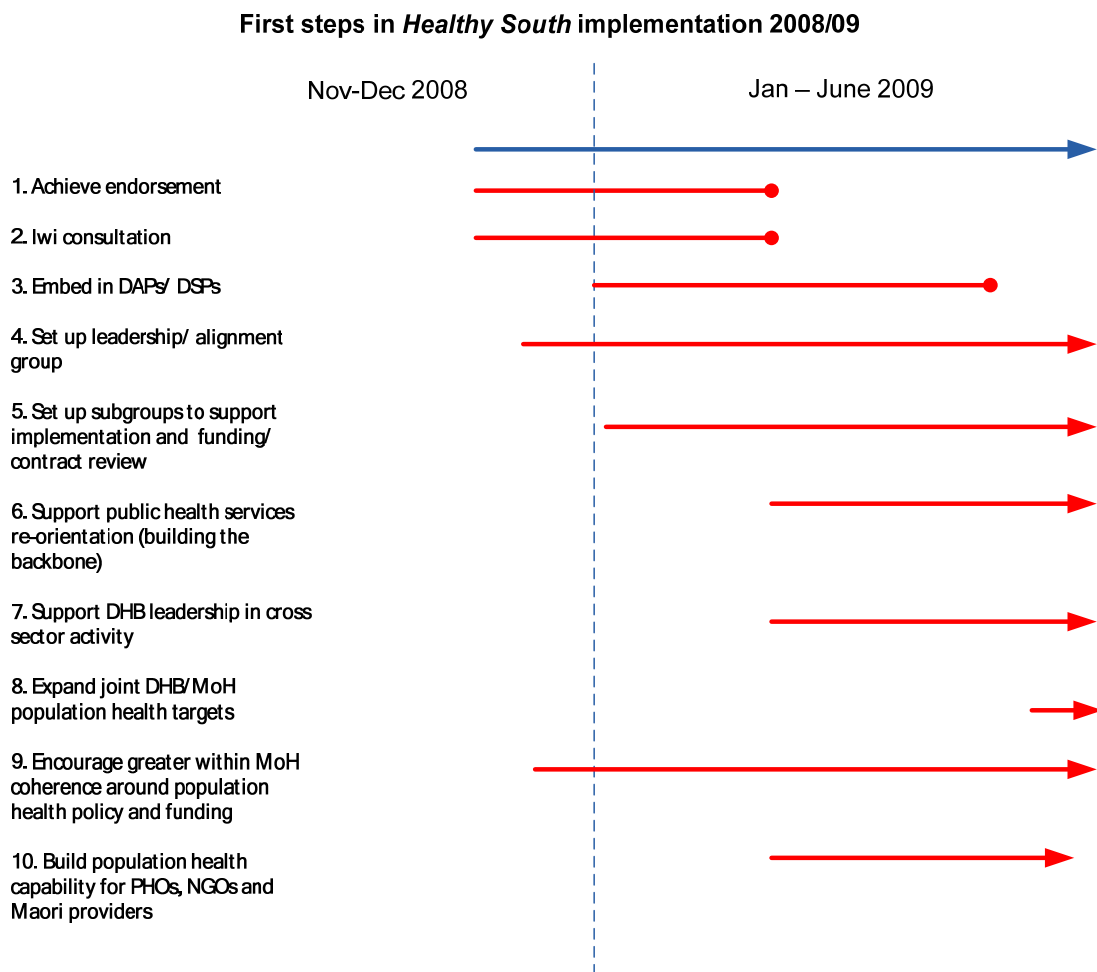 First steps in Healthy South implementation 2008/09
Nov-Dec 2008
Jan – June 2009
1. Achieve endorsement
2. Iwi consultation
3. Embed in DAPs/ DSPs
4. Set up leadership/ alignment
group
5. Set up subgroups to support
implementation and funding/
contract review
6. Support public health services
re-orientation (building the
backbone)
7. Support DHB leadership in cross
sector activity
8. Expand joint DHB/MoH
population health targets
9. Encourage greater within MoH
coherence around population
health policy and funding
10. Build population health
capability for PHOs, NGOs and
Maori providers